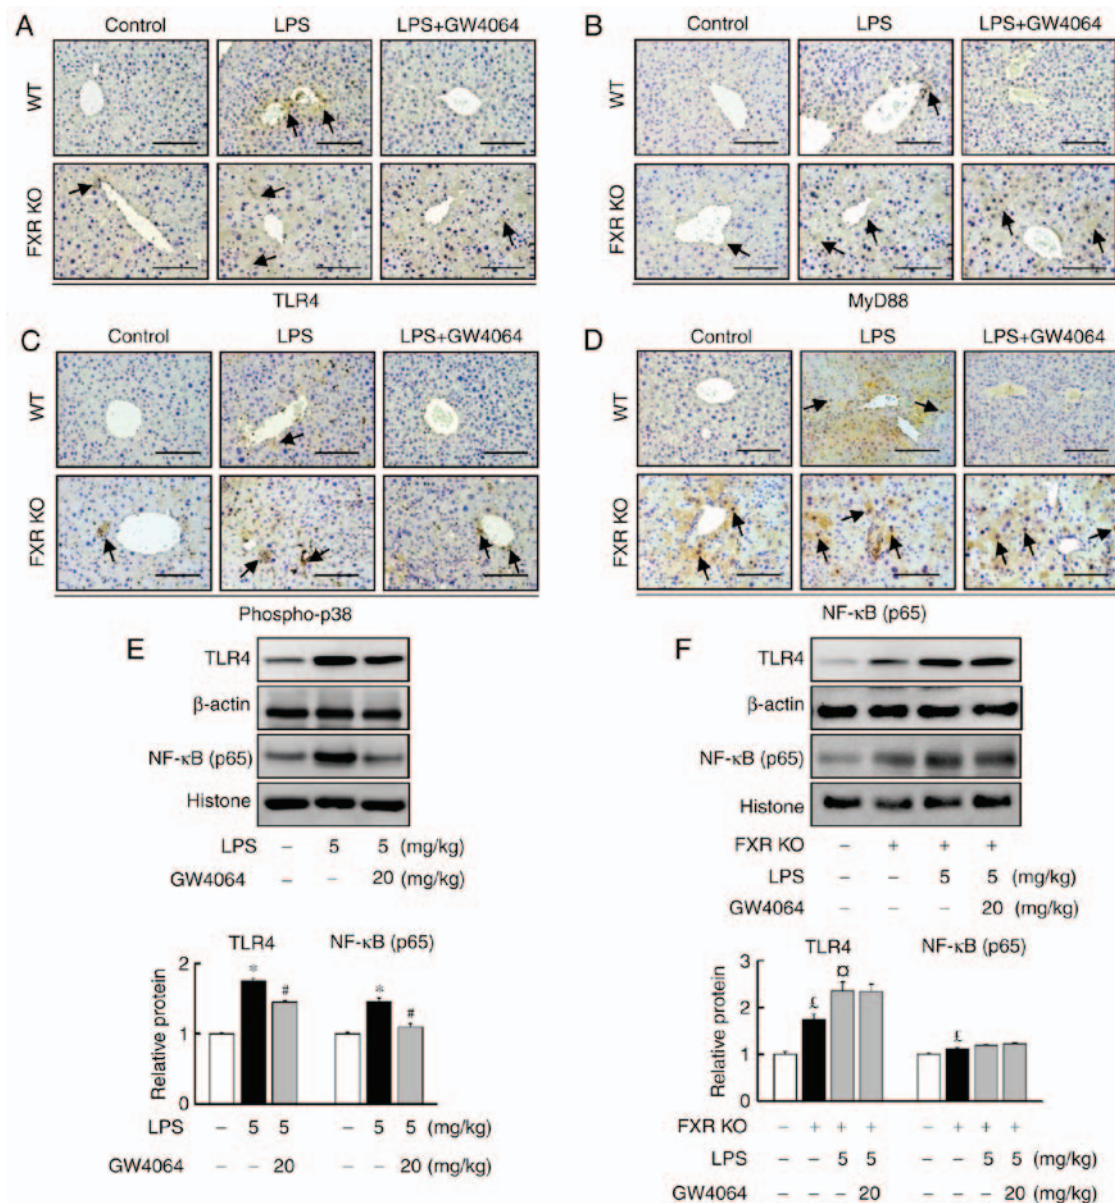 A Control LPS LPS+GW4064
WT
FXR KO
TLR4
B Control LPS LPS+GW4064
WT
FXR KO
MyD88
C Control LPS LPS+GW4064
WT
FXR KO
Phospho-p38
D Control LPS LPS+GW4064
WT
FXR KO
NF-κB (p65)
E
TLR4
β-actin
NF-κB (p65)
Histone
LPS – 5 5 (mg/kg)
GW4064 – – 20 (mg/kg)
TLR4 NF-κB (p65)
Relative protein
2
1
0
* # * #
LPS – 5 5 – 5 5 (mg/kg)
GW4064 – – 20 – – 20 (mg/kg)
F
TLR4
β-actin
NF-κB (p65)
Histone
FXR KO – + + +
LPS – – 5 5 (mg/kg)
GW4064 – – – 20 (mg/kg)
TLR4 NF-κB (p65)
Relative protein
3
2
1
0
£ ¤ £
FXR KO – + + + – + + +
LPS – – 5 5 – – 5 5 (mg/kg)
GW4064 – – – 20 – – – 20 (mg/kg)